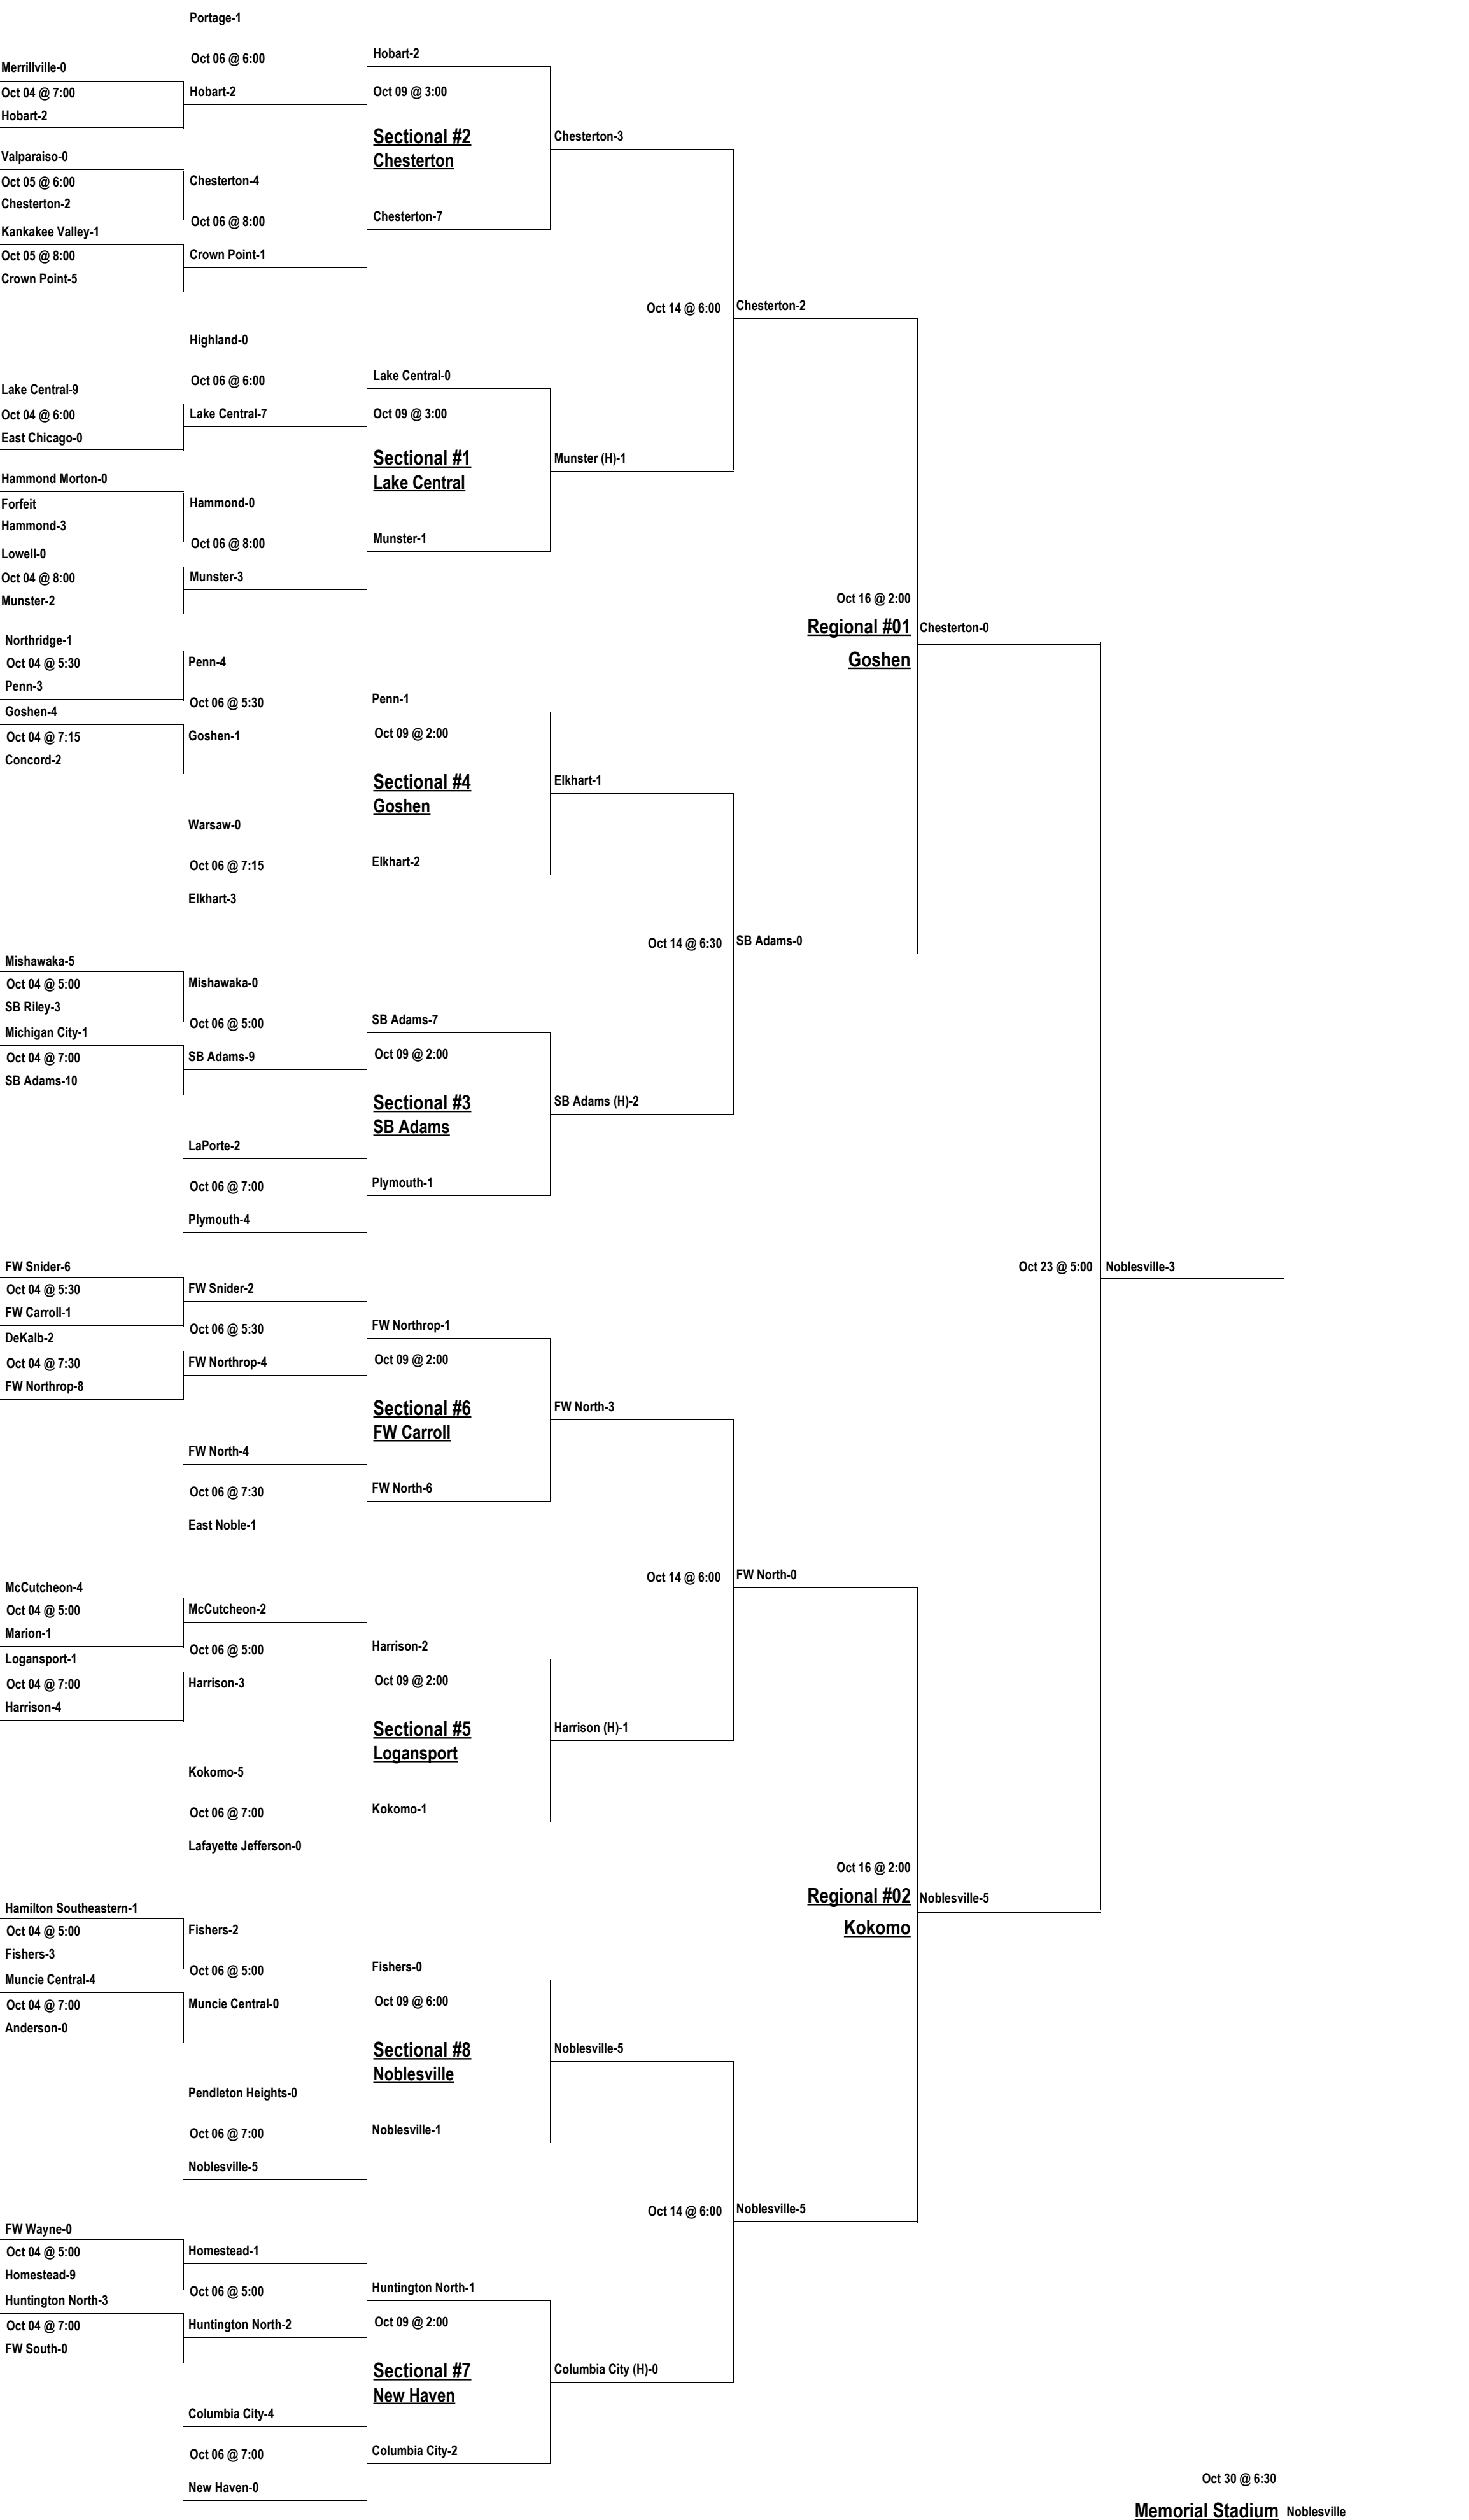 Portage-1
Oct 06 @ 6:00
Hobart-2
Merrillville-0
Oct 04 @ 7:00
Hobart-2
Hobart-2
Oct 09 @ 3:00
Sectional #2
Chesterton
Chesterton-3
Valparaiso-0
Oct 05 @ 6:00
Chesterton-2
Chesterton-4
Oct 06 @ 8:00
Crown Point-1
Chesterton-7
Kankakee Valley-1
Oct 05 @ 8:00
Crown Point-5
Oct 14 @ 6:00
Chesterton-2
Highland-0
Oct 06 @ 6:00
Lake Central-7
Lake Central-0
Oct 09 @ 3:00
Lake Central-9
Oct 04 @ 6:00
East Chicago-0
Sectional #1
Lake Central
Munster (H)-1
Hammond Morton-0
Forfeit
Hammond-3
Hammond-0
Oct 06 @ 8:00
Munster-3
Munster-1
Lowell-0
Oct 04 @ 8:00
Munster-2
Oct 16 @ 2:00
Regional #01
Goshen
Chesterton-0
Northridge-1
Oct 04 @ 5:30
Penn-3
Penn-4
Oct 06 @ 5:30
Goshen-1
Penn-1
Oct 09 @ 2:00
Goshen-4
Oct 04 @ 7:15
Concord-2
Sectional #4
Goshen
Elkhart-1
Warsaw-0
Oct 06 @ 7:15
Elkhart-3
Elkhart-2
Oct 14 @ 6:30
SB Adams-0
Mishawaka-5
Oct 04 @ 5:00
SB Riley-3
Mishawaka-0
Oct 06 @ 5:00
SB Adams-9
SB Adams-7
Oct 09 @ 2:00
Michigan City-1
Oct 04 @ 7:00
SB Adams-10
Sectional #3
SB Adams
SB Adams (H)-2
LaPorte-2
Oct 06 @ 7:00
Plymouth-4
Plymouth-1
Oct 23 @ 5:00
Noblesville-3
FW Snider-6
Oct 04 @ 5:30
FW Carroll-1
FW Snider-2
Oct 06 @ 5:30
FW Northrop-4
FW Northrop-1
Oct 09 @ 2:00
DeKalb-2
Oct 04 @ 7:30
FW Northrop-8
Sectional #6
FW Carroll
FW North-3
FW North-4
Oct 06 @ 7:30
East Noble-1
FW North-6
Oct 14 @ 6:00
FW North-0
McCutcheon-4
Oct 04 @ 5:00
Marion-1
McCutcheon-2
Oct 06 @ 5:00
Harrison-3
Harrison-2
Oct 09 @ 2:00
Logansport-1
Oct 04 @ 7:00
Harrison-4
Sectional #5
Logansport
Harrison (H)-1
Kokomo-5
Oct 06 @ 7:00
Lafayette Jefferson-0
Kokomo-1
Oct 16 @ 2:00
Regional #02
Kokomo
Noblesville-5
Hamilton Southeastern-1
Oct 04 @ 5:00
Fishers-3
Fishers-2
Oct 06 @ 5:00
Muncie Central-0
Fishers-0
Oct 09 @ 6:00
Muncie Central-4
Oct 04 @ 7:00
Anderson-0
Sectional #8
Noblesville
Noblesville-5
Pendleton Heights-0
Oct 06 @ 7:00
Noblesville-5
Noblesville-1
Oct 14 @ 6:00
Noblesville-5
FW Wayne-0
Oct 04 @ 5:00
Homestead-9
Homestead-1
Oct 06 @ 5:00
Huntington North-2
Huntington North-1
Oct 09 @ 2:00
Huntington North-3
Oct 04 @ 7:00
FW South-0
Sectional #7
New Haven
Columbia City (H)-0
Columbia City-4
Oct 06 @ 7:00
New Haven-0
Columbia City-2
Oct 30 @ 6:30
Memorial Stadium
Noblesville